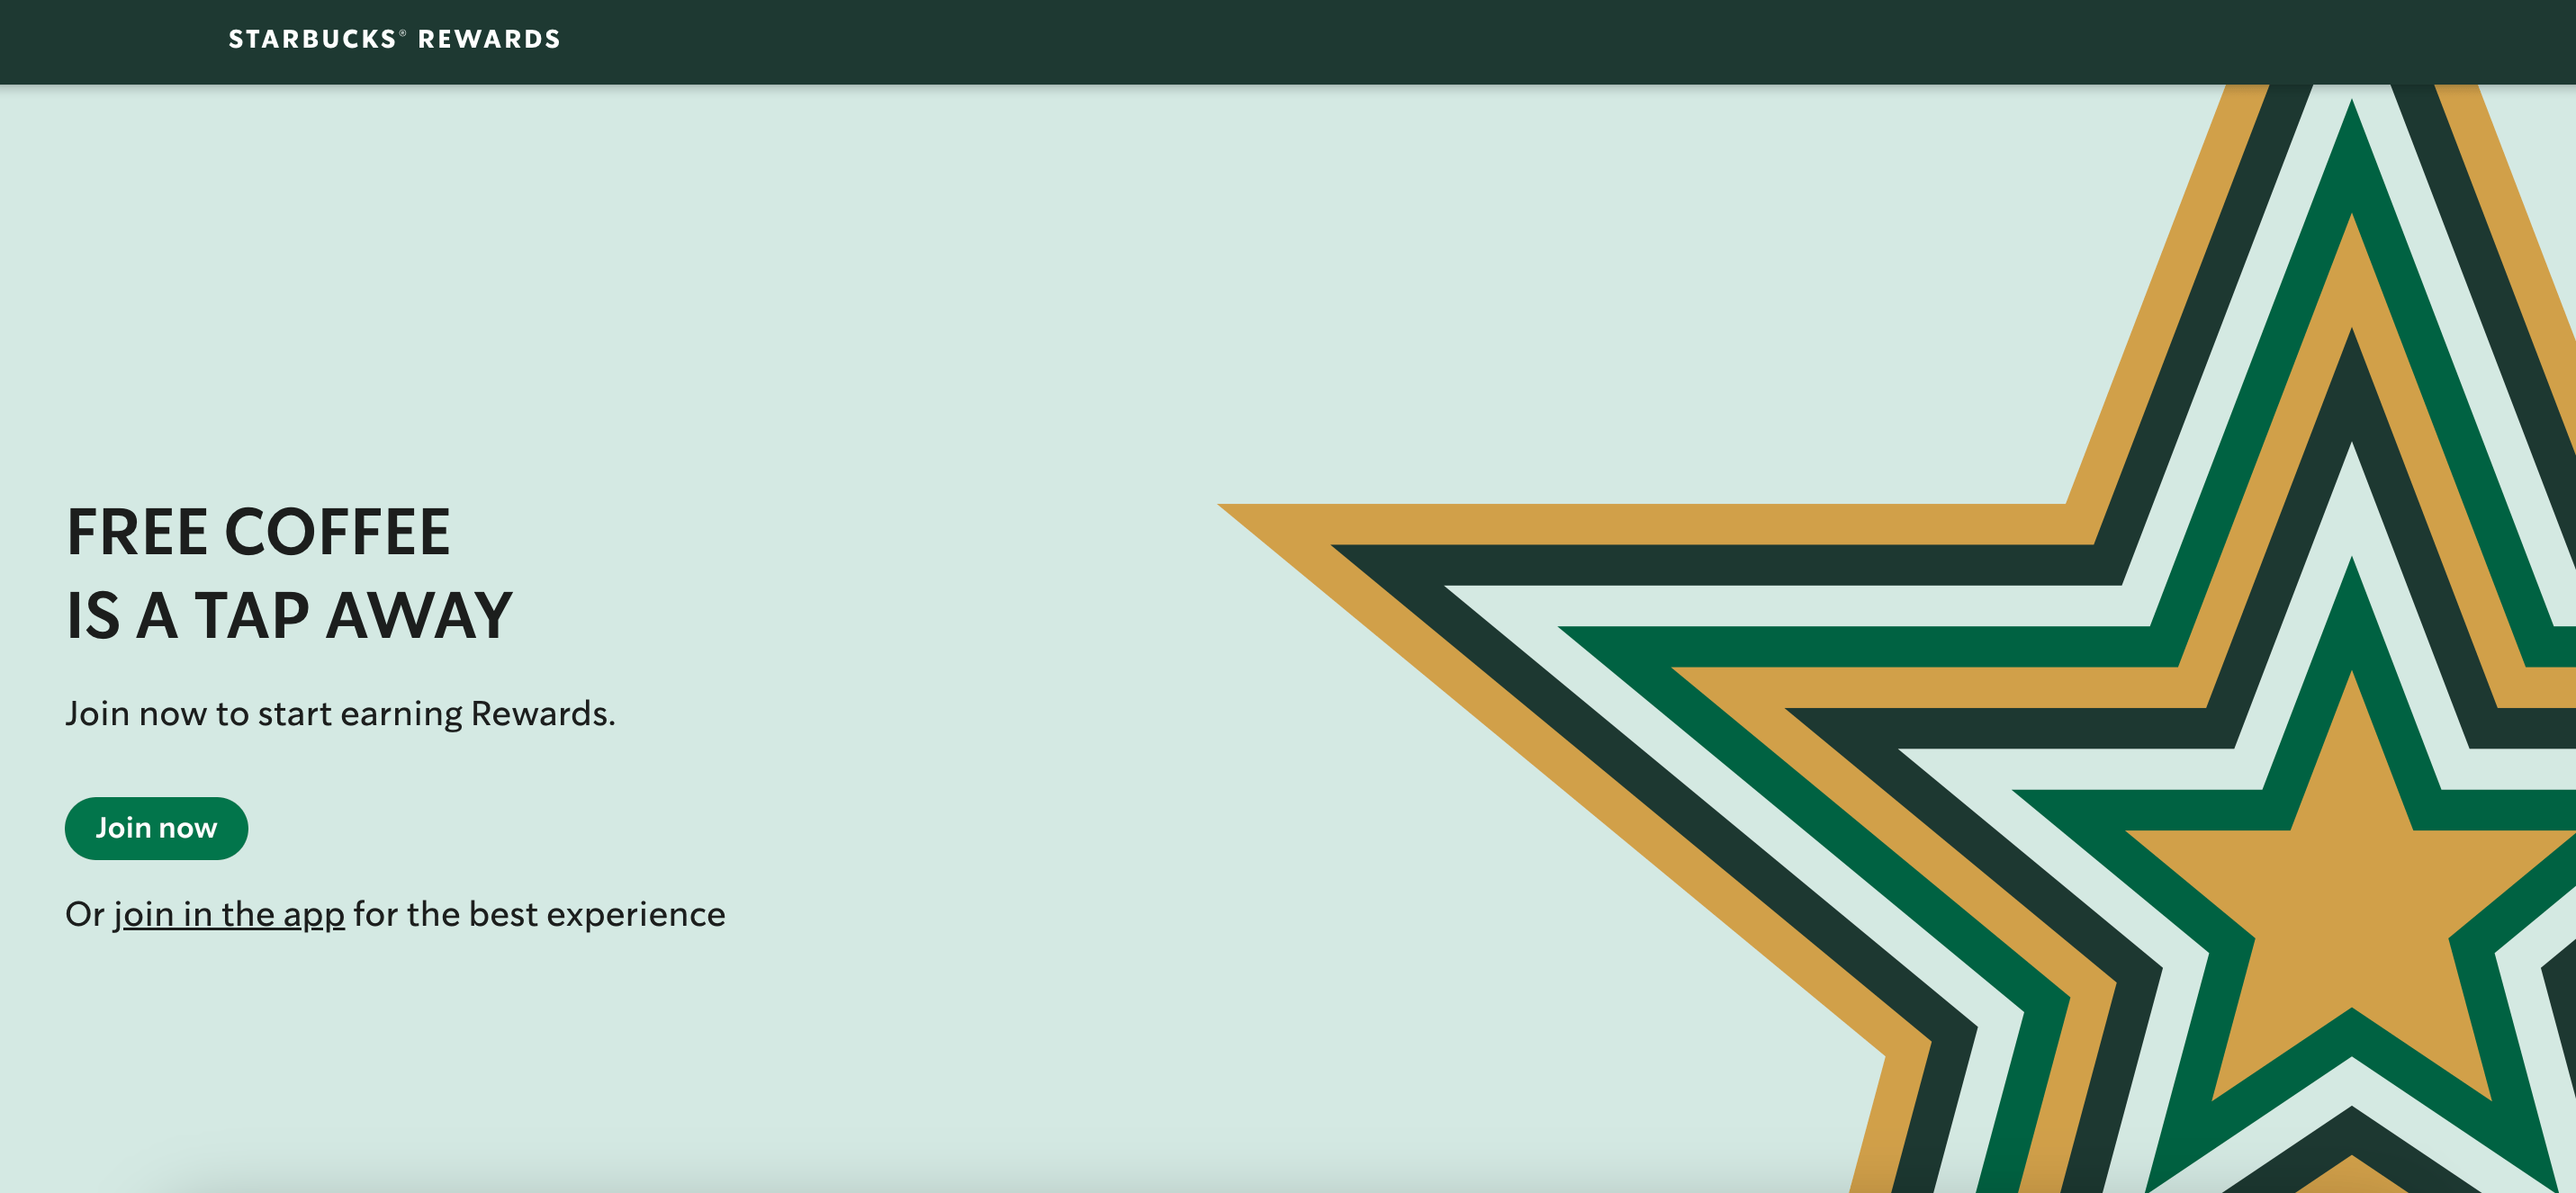 STARBUCKS® REWARDS
FREE COFFEE
IS A TAP AWAY
Join now to start earning Rewards.
Join now
Or join in the app for the best experience